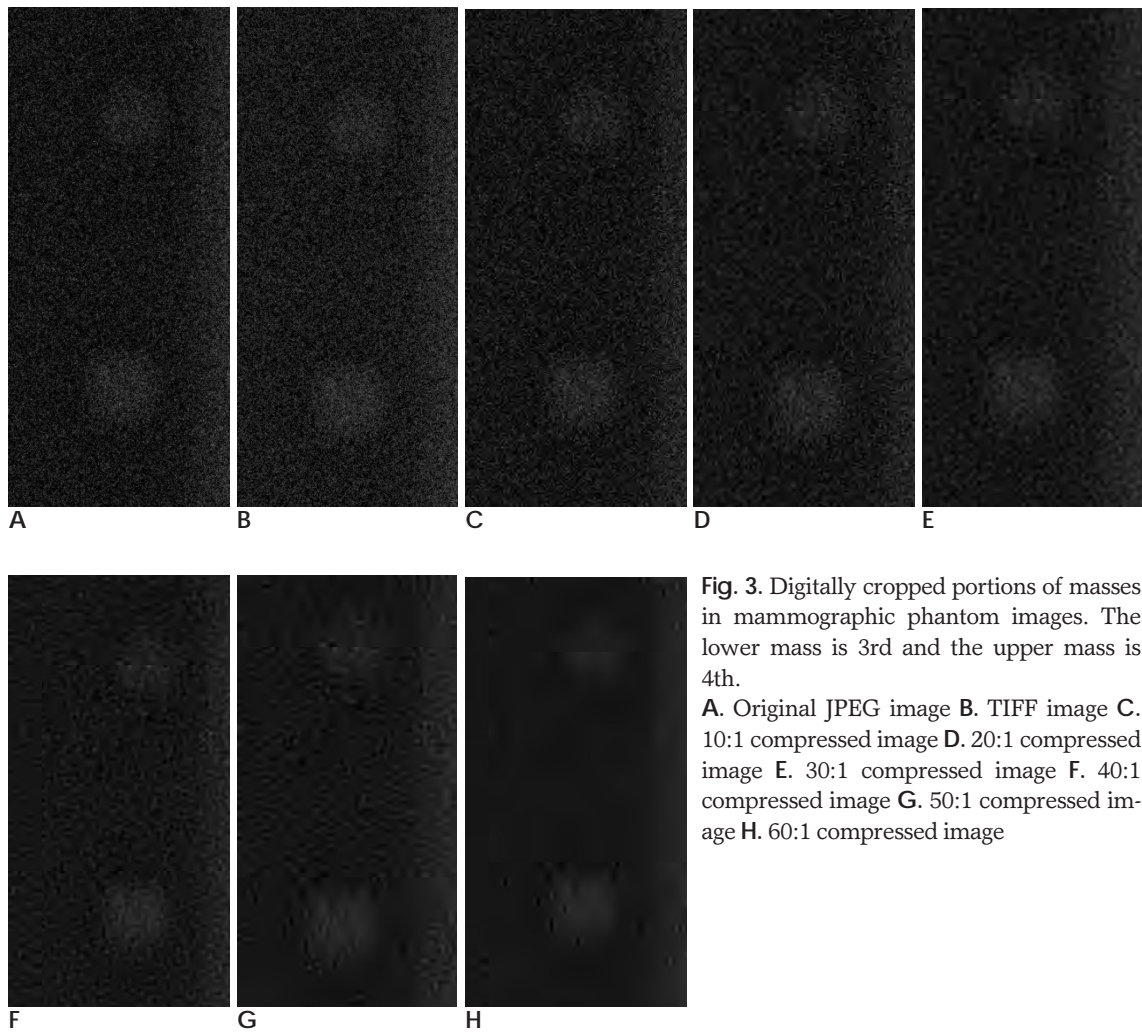 A
B
C
D
E
F
G
H
Fig. 3. Digitally cropped portions of masses
in mammographic phantom images. The
lower mass is 3rd and the upper mass is
4th.
A. Original JPEG image B. TIFF image C.
10:1 compressed image D. 20:1 compressed
image E. 30:1 compressed image F. 40:1
compressed image G. 50:1 compressed im-
age H. 60:1 compressed image